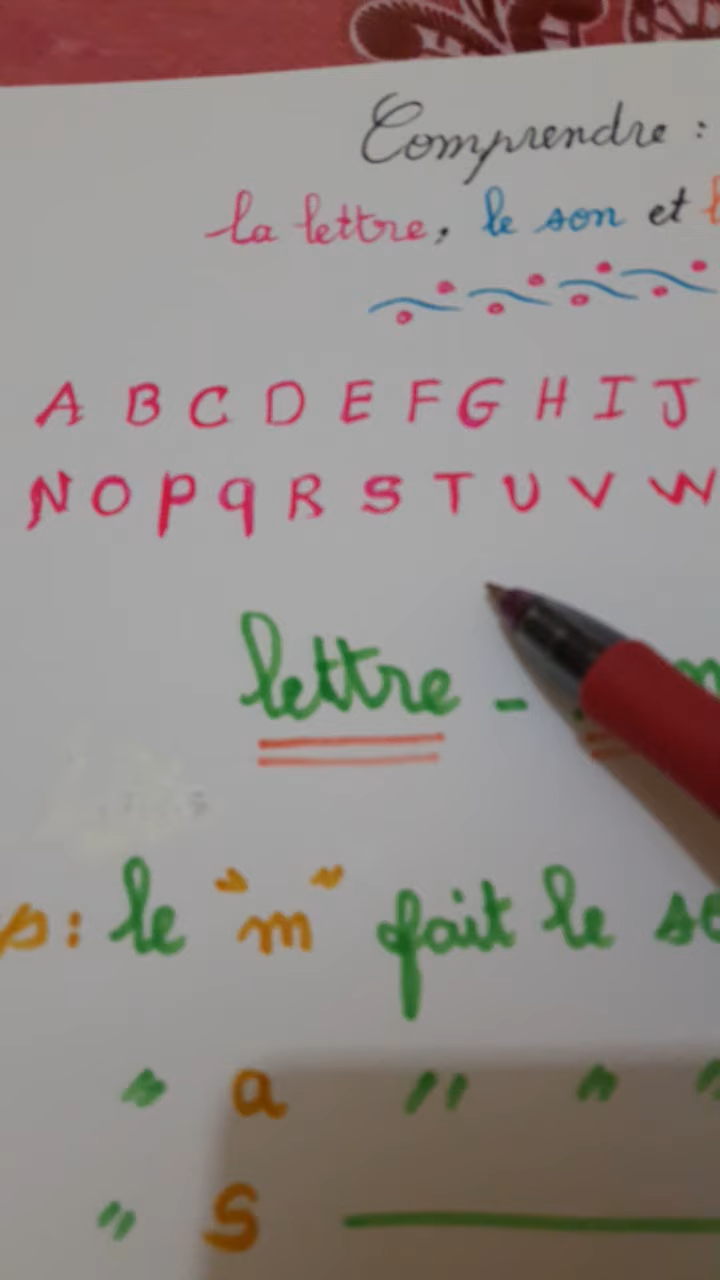 Comprendre :
la lettre, le son et
A B C D E F G H I J
N O P q R S T U V W
lettre -
: le "m" fait le
" a " " "
" S